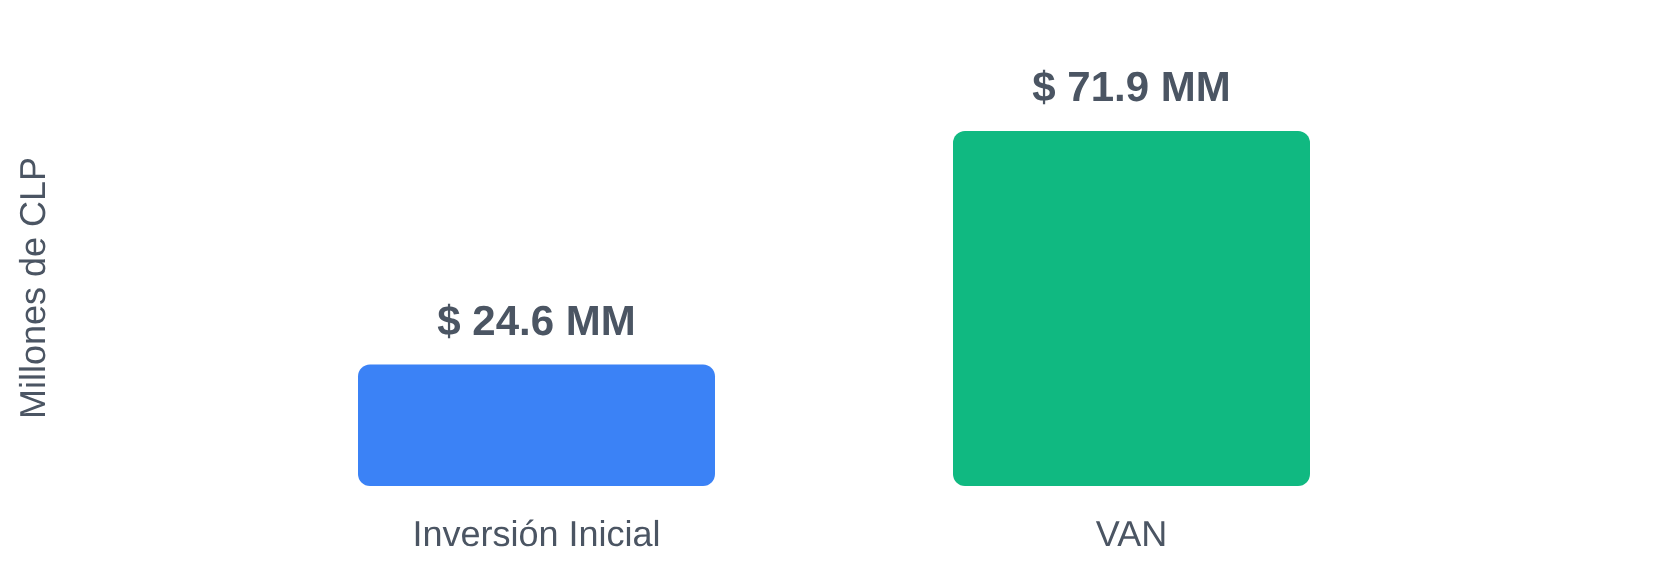 Millones de CLP
$ 71.9 MM
$ 24.6 MM
Inversión Inicial
VAN